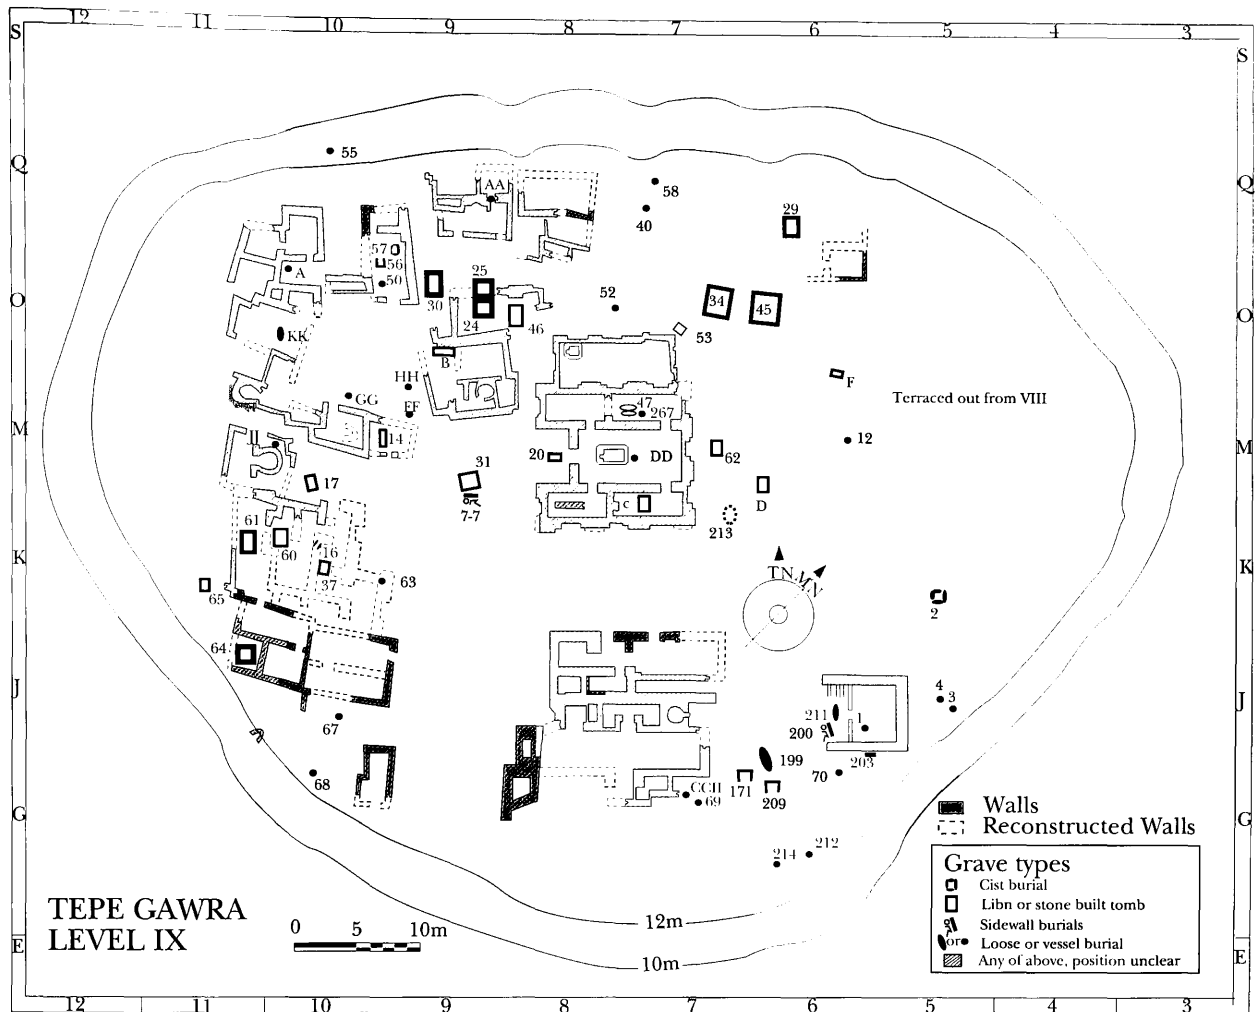 12 11 10 9 8 7 6 5 4 3
S S
55
Q Q
AA
58
40
29
57
56
A
50
25
30
O O
52
34
45
24
46
53
KK
B
F
HH
GG
FF
Terraced out from VIII
47
267
M M
14
12
II
20
DD
62
31
17
c
D
7-7
213
61
60
16
K K
TN
MN
37
63
65
2
64
4
3
J J
211
1
67
200
199
203
68
70
CCII
69
171
209
G G
Walls
Reconstructed Walls
212
214
Grave types
Cist burial
Libn or stone built tomb
Sidewall burials
or Loose or vessel burial
Any of above, position unclear
TEPE GAWRA
LEVEL IX
0 5 10m
12m
10m
E E
12 11 10 9 8 7 6 5 4 3